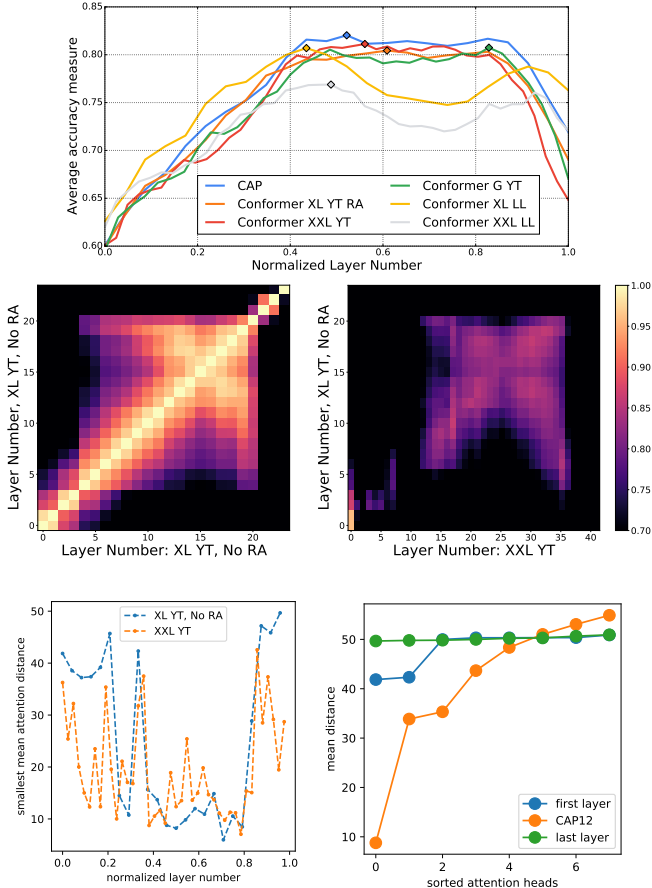 0.85
0.80
0.75
0.70
0.65
0.60
Average accuracy measure
0.0 0.2 0.4 0.6 0.8 1.0
Normalized Layer Number
CAP
Conformer XL YT RA
Conformer XXL YT
Conformer G YT
Conformer XL LL
Conformer XXL LL
20
15
10
5
0
Layer Number, XL YT, No RA
0 5 10 15 20
Layer Number: XL YT, No RA
20
15
10
5
0
Layer Number, XL YT, No RA
0 5 10 15 20 25 30 35 40
Layer Number: XXL YT
1.00
0.95
0.90
0.85
0.80
0.75
0.70
50
40
30
20
10
smallest mean attention distance
XL YT, No RA
XXL YT
0.0 0.2 0.4 0.6 0.8 1.0
normalized layer number
60
50
40
30
20
10
mean distance
first layer
CAP12
last layer
0 2 4 6
sorted attention heads